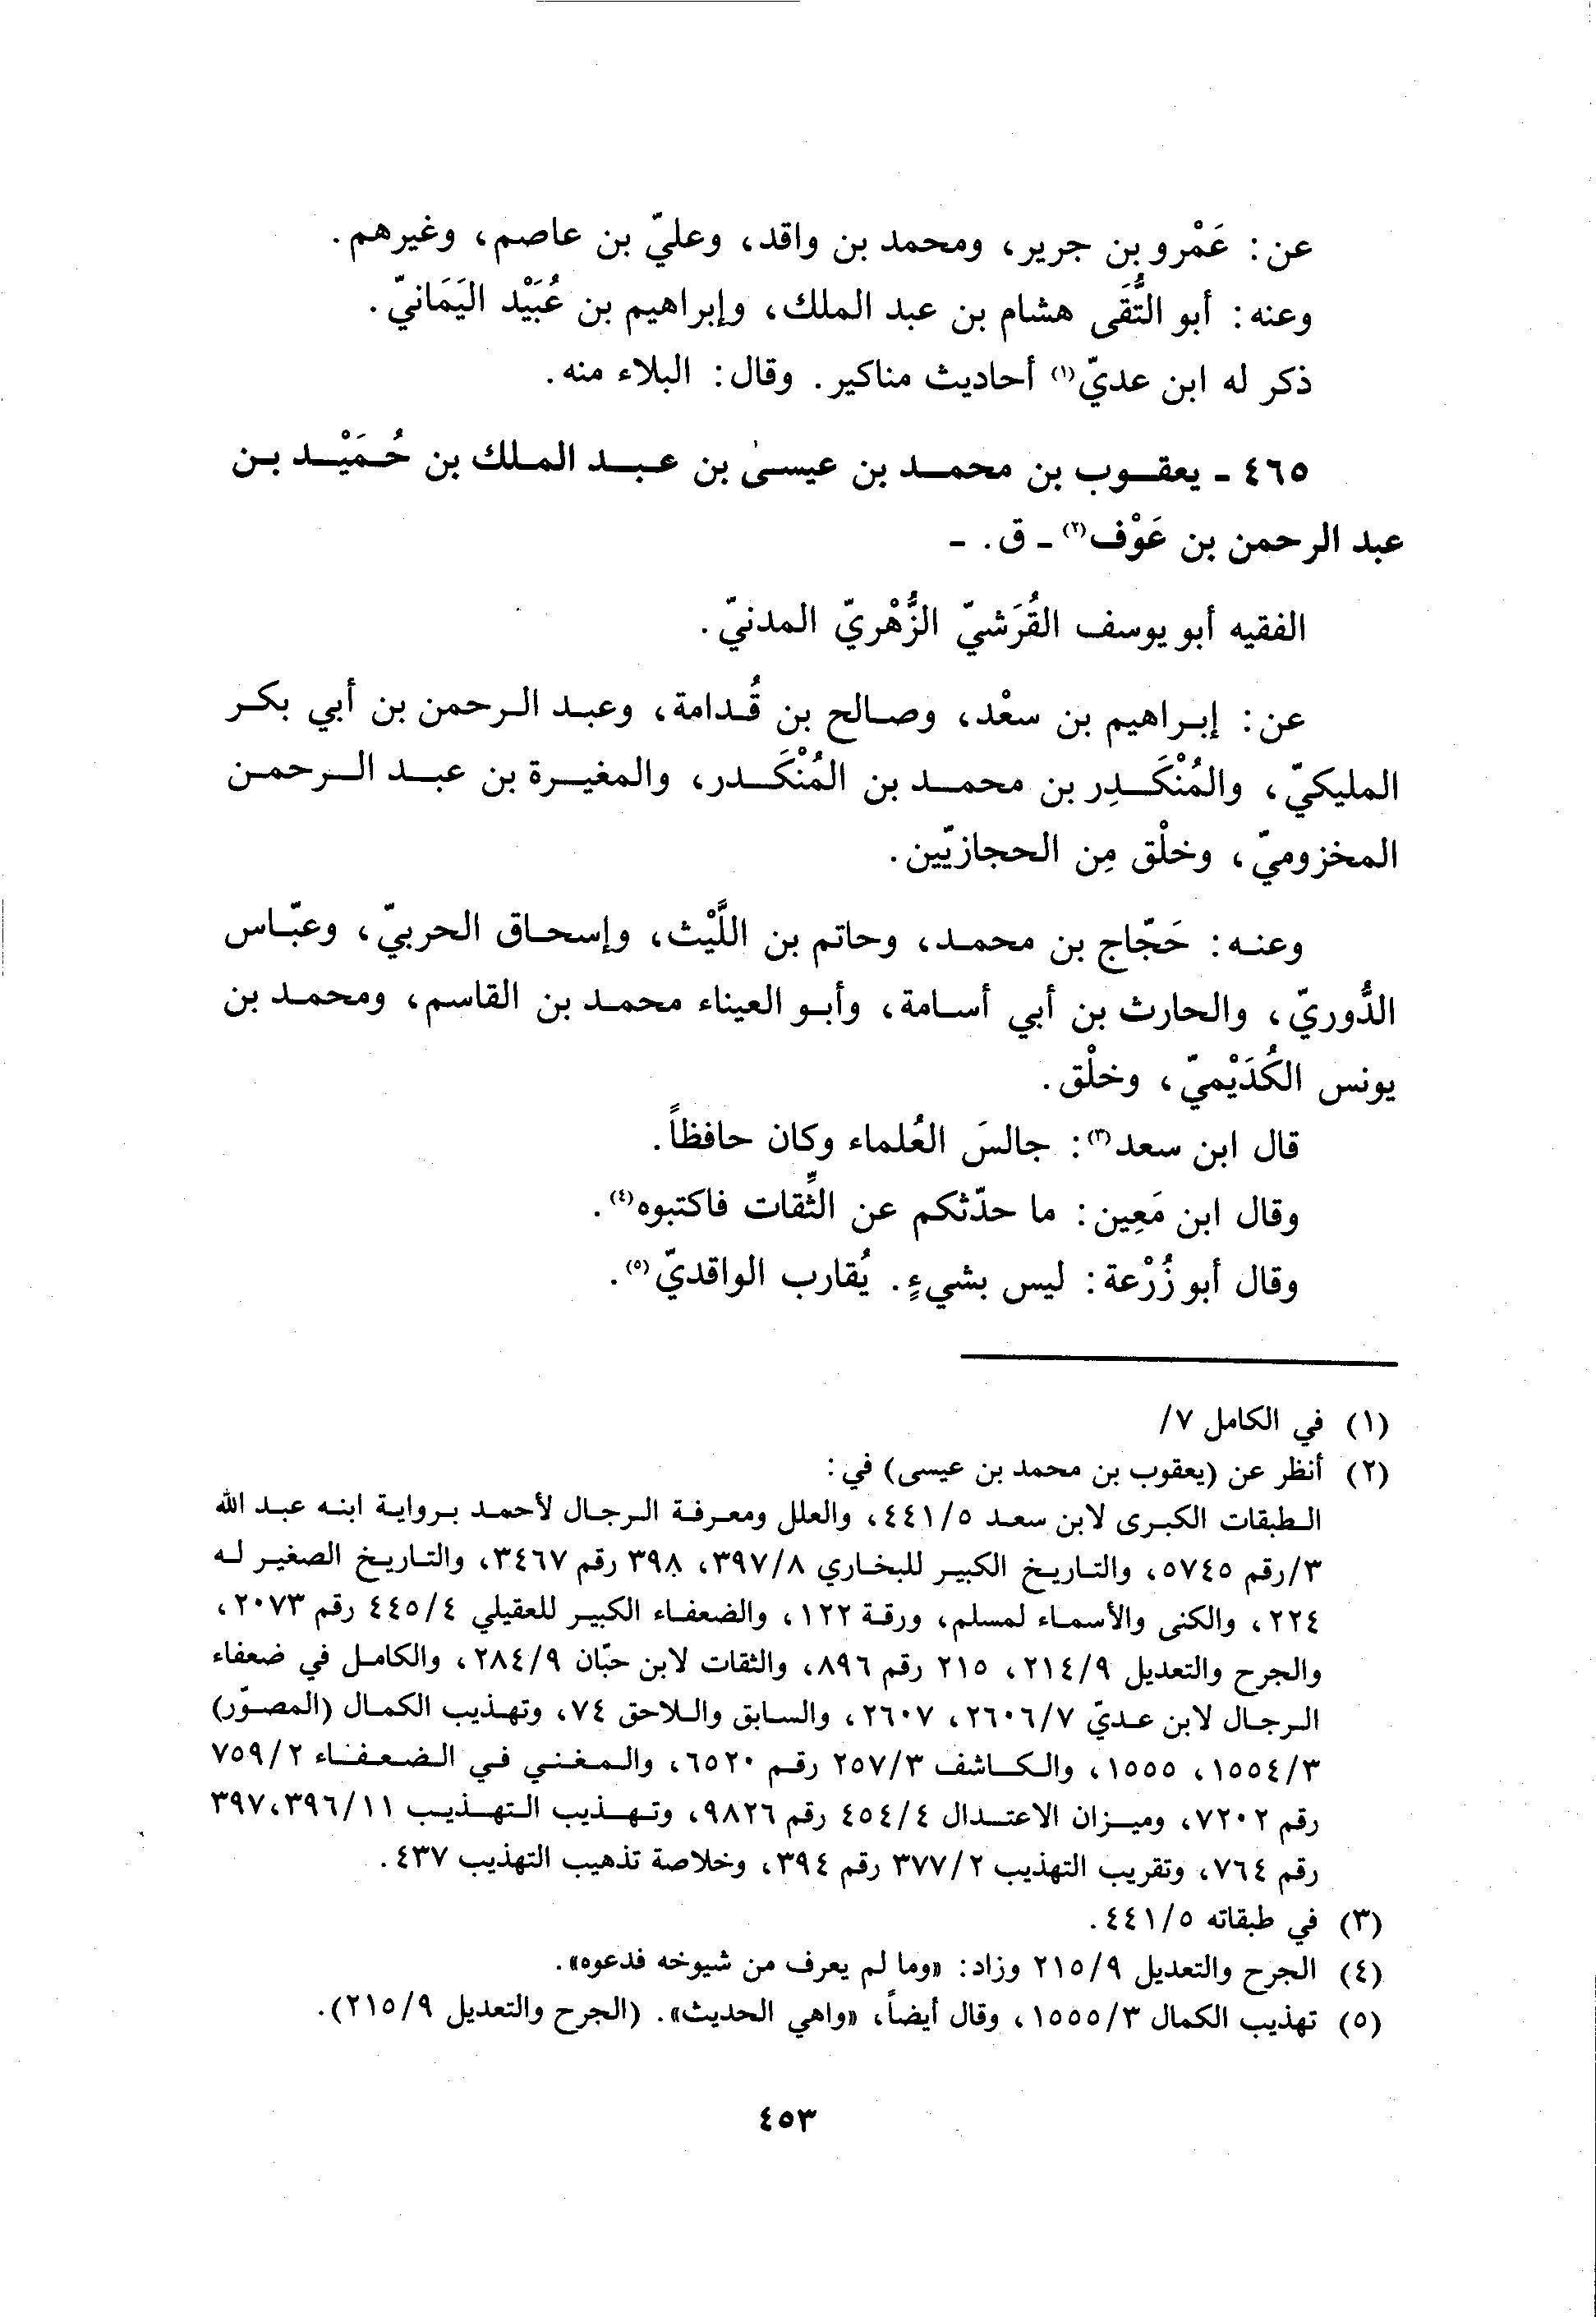 عن: عَمْرو بن جرير، ومحمد بن واقد، وعليّ بن عاصم، وغيرهم.
وعنه: أبو التُّقَى هشام بن عبد الملك، وإبراهيم بن عُبَيْد اليَمَانيّ.
ذكر له ابن عديّ(١) أحاديث مناكير. وقال: البلاء منه.
٤٦٥ - يعقوب بن محمد بن عيسىٰ بن عبد الملك بن حُمَيْد بن
عبد الرحمن بن عَوْف(٢) - ق. -
الفقيه أبو يوسف القُرَشيّ الزُّهْريّ المدنيّ.
عن: إبراهيم بن سعْد، وصالح بن قُدامة، وعبد الرحمن بن أبي بكر
المليكيّ، والمُنْكَدِر بن محمد بن المُنْكَدر، والمغيرة بن عبد الرحمن
المخزوميّ، وخلْق مِن الحجازيّين.
وعنه: حَجّاج بن محمد، وحاتم بن اللَّيْث، وإسحاق الحربيّ، وعبّاس
الدُّوريّ، والحارث بن أبي أسامة، وأبو العيناء محمد بن القاسم، ومحمد بن
يونس الكُدَيْميّ، وخلْق.
قال ابن سعد(٣): جالسَ العُلماء وكان حافظاً.
وقال ابن مَعِين: ما حدّثكم عن الثِّقات فاكتبوه(٤).
وقال أبو زُرْعة: ليس بشيءٍ. يُقارب الواقديّ(٥).
(١) في الكامل ٧/
(٢) أنظر عن (يعقوب بن محمد بن عيسى) في:
الطبقات الكبرى لابن سعد ٤٤١/٥، والعلل ومعرفة الرجال لأحمد برواية ابنه عبد الله
٣/رقم ٥٧٤٥، والتاريخ الكبير للبخاري ٣٩٧/٨، ٣٩٨ رقم ٣٤٦٧، والتاريخ الصغير له
٢٢٤، والكنى والأسماء لمسلم، ورقة ١٢٢، والضعفاء الكبير للعقيلي ٤٤٥/٤ رقم ٢٠٧٣،
والجرح والتعديل ٢١٤/٩، ٢١٥ رقم ٨٩٦، والثقات لابن حبّان ٢٨٤/٩، والكامل في ضعفاء
الرجال لابن عديّ ٢٦٠٦/٧، ٢٦٠٧، والسابق واللاحق ٧٤، وتهذيب الكمال (المصوّر)
١٥٥٤/٣، ١٥٥٥، والكاشف ٢٥٧/٣ رقم ٦٥٢٠، والمغني في الضعفاء ٧٥٩/٢
رقم ٧٢٠٢، وميزان الاعتدال ٤٥٤/٤ رقم ٩٨٢٦، وتهذيب التهذيب ٣٩٦/١١،٣٩٧
رقم ٧٦٤، وتقريب التهذيب ٣٧٧/٢ رقم ٣٩٤، وخلاصة تذهيب التهذيب ٤٣٧.
(٣) في طبقاته ٤٤١/٥.
(٤) الجرح والتعديل ٢١٥/٩ وزاد: «وما لم يعرف من شيوخه فدعوه».
(٥) تهذيب الكمال ١٥٥٥/٣، وقال أيضاً، «واهي الحديث». (الجرح والتعديل ٢١٥/٩).
٤٥٣